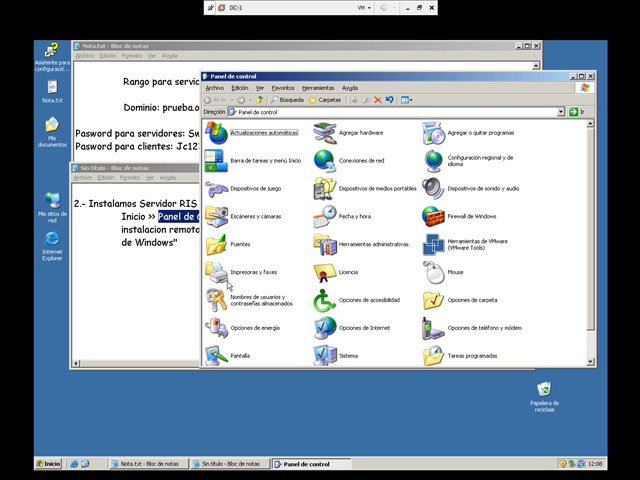 DC-1
VM
Asistente para
configuració...
Nota.txt
Mis
documentos
Mis sitios
de red
Internet
Explorer
Papelera de
reciclaje
Nota.txt - Bloc de notas
Archivo Edición Formato Ver Ayuda
Rango para servic
Dominio: prueba.o
Pasword para servidores: Sw
Pasword para clientes: Jc12
Sin título - Bloc de notas
Archivo Edición Formato Ver Ayuda
2.- Instalamos Servidor RIS
Inicio >> Panel de C
instalacion remota
de Windows"
Panel de control
Archivo Edición Ver Favoritos Herramientas Ayuda
Atrás Búsqueda Carpetas
Dirección Panel de control Ir
Actualizaciones automáticas Agregar hardware Agregar o quitar programas
Barra de tareas y menú Inicio Conexiones de red Configuración regional y de
idioma
Dispositivos de juego Dispositivos de medios portátiles Dispositivos de sonido y audio
Escáneres y cámaras Fecha y hora Firewall de Windows
Fuentes Herramientas administrativas Herramientas de VMware
(VMware Tools)
Impresoras y faxes Licencia Mouse
Nombres de usuarios y
contraseñas almacenados Opciones de accesibilidad Opciones de carpeta
Opciones de energía Opciones de Internet Opciones de teléfono y módem
Pantalla Sistema Tareas programadas
Inicio Nota.txt - Bloc de notas Sin título - Bloc de notas Panel de control 12:08